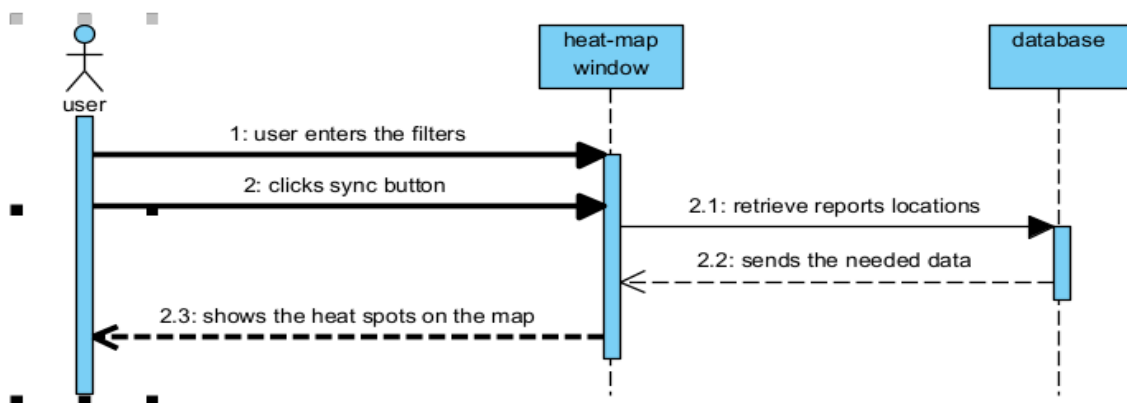 heat-map
window
database
user
1: user enters the filters
2: clicks sync button
2.1: retrieve reports locations
2.2: sends the needed data
2.3: shows the heat spots on the map